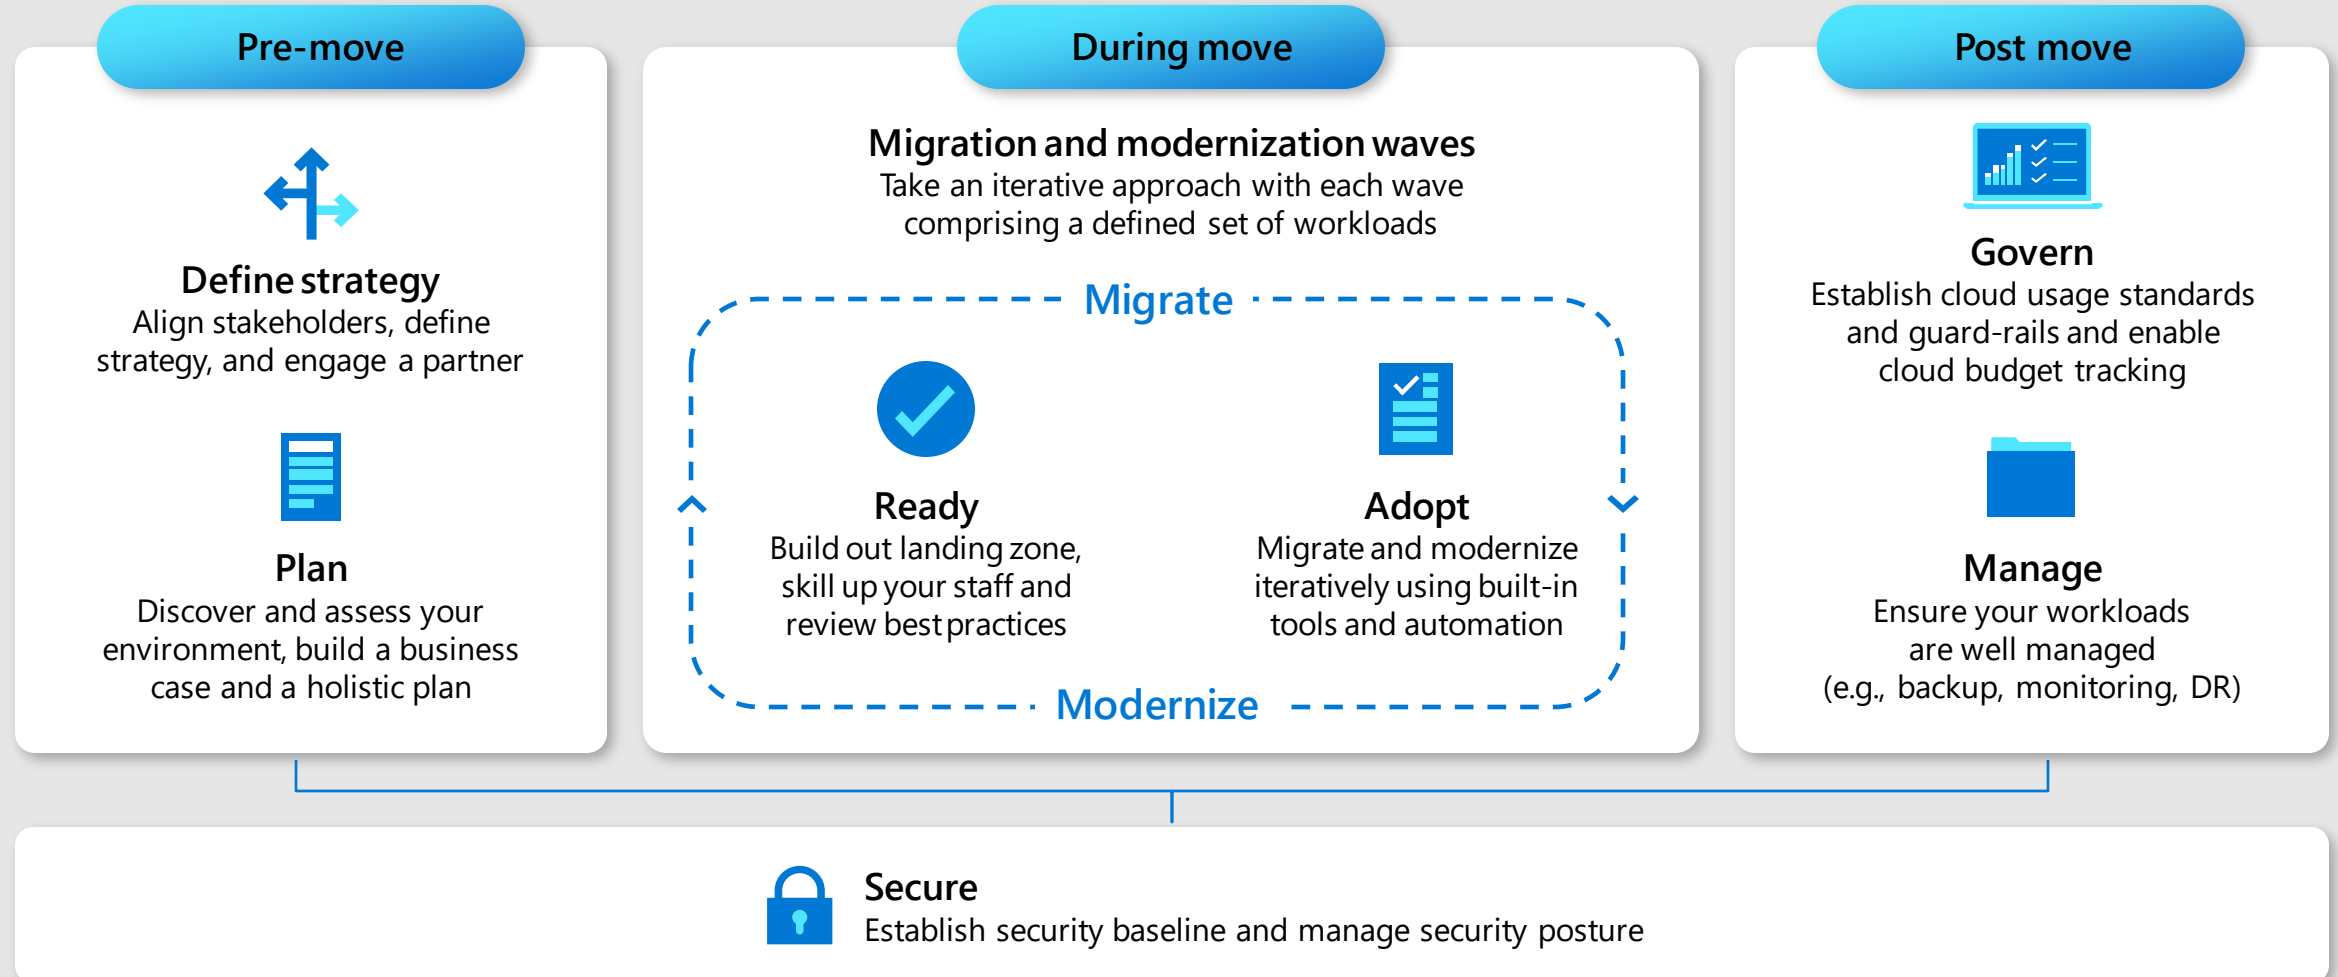 Pre-move
Define strategy
Align stakeholders, define
strategy, and engage a partner
Plan
Discover and assess your
environment, build a business
case and a holistic plan
During move
Migration and modernization waves
Take an iterative approach with each wave
comprising a defined set of workloads
Migrate
Ready
Build out landing zone,
skill up your staff and
review best practices
Adopt
Migrate and modernize
iteratively using built-in
tools and automation
Modernize
Post move
Govern
Establish cloud usage standards
and guard-rails and enable
cloud budget tracking
Manage
Ensure your workloads
are well managed
(e.g., backup, monitoring, DR)
Secure
Establish security baseline and manage security posture